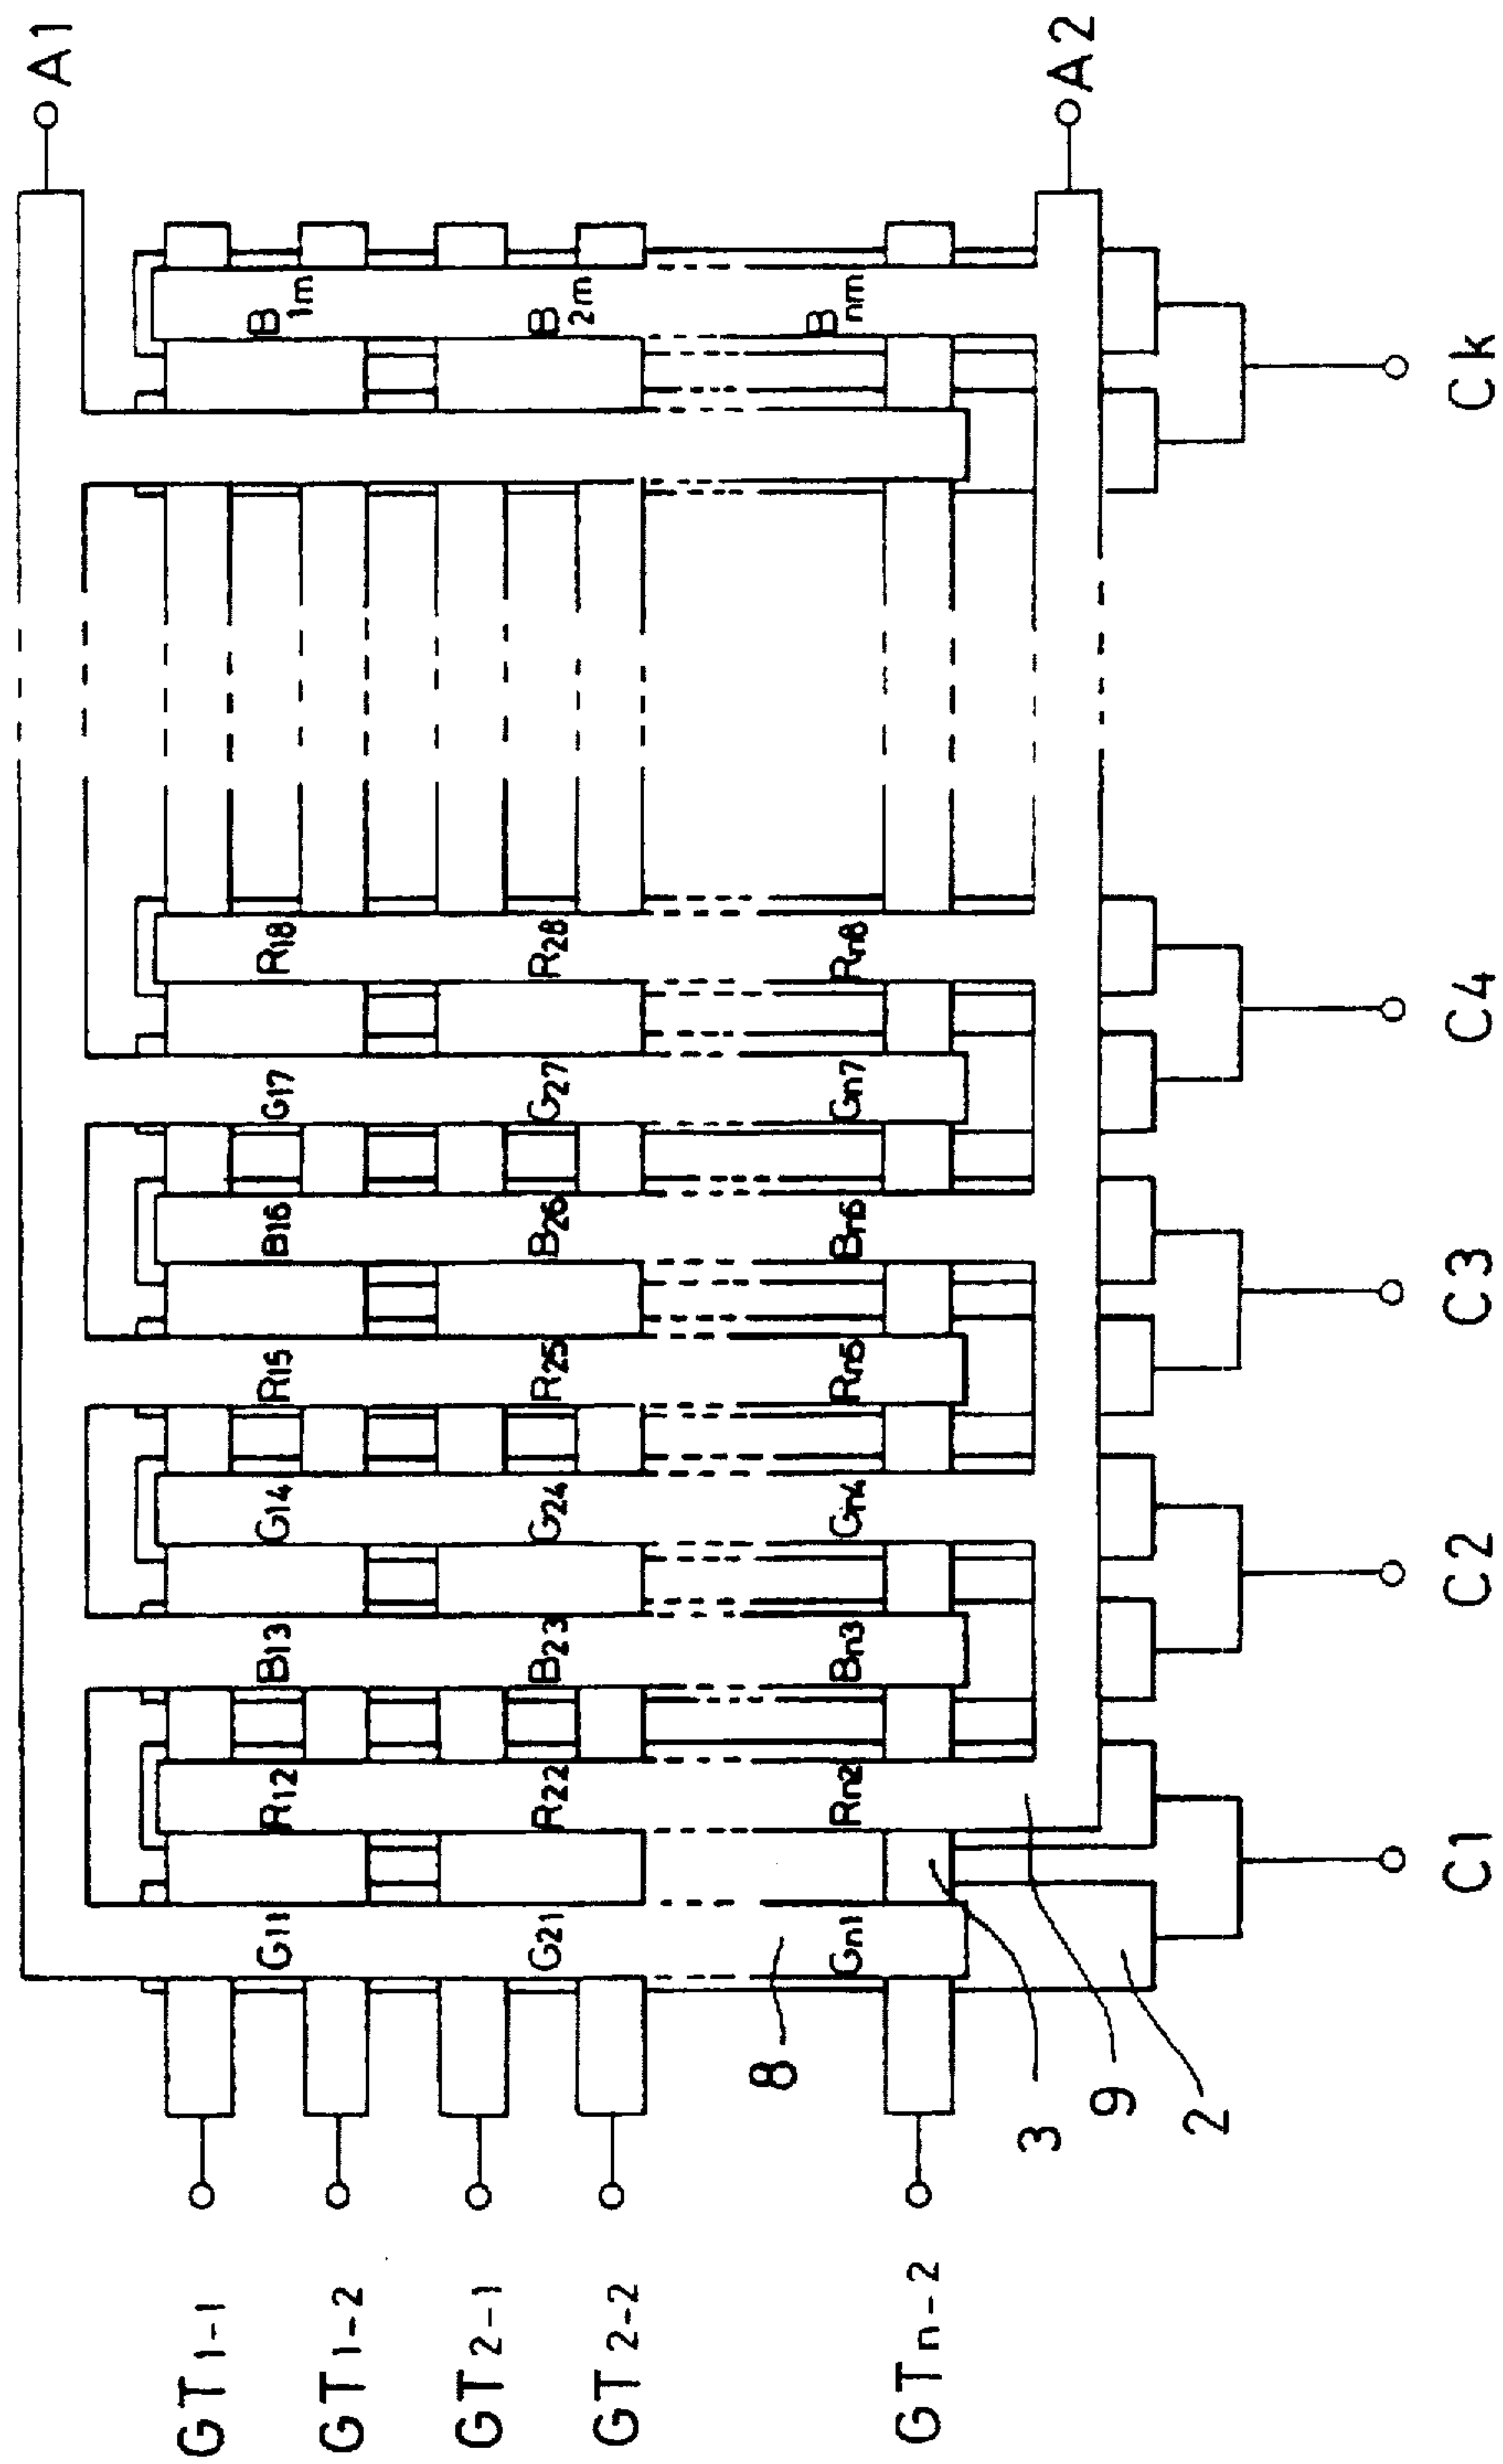 A1
GT1-1
G11 R12 B13 G14 R15 B16 G17 R18 B1m
GT1-2
GT2-1
G21 R22 B23 G24 R25 B26 G27 R28 B2m
GT2-2
8
Gn1 Rn2 Bn3 Gn4 Rn5 Bn6 Gn7 Rn8 Bnm
GTn-2
3
A2
9
2
C1 C2 C3 C4 Ck